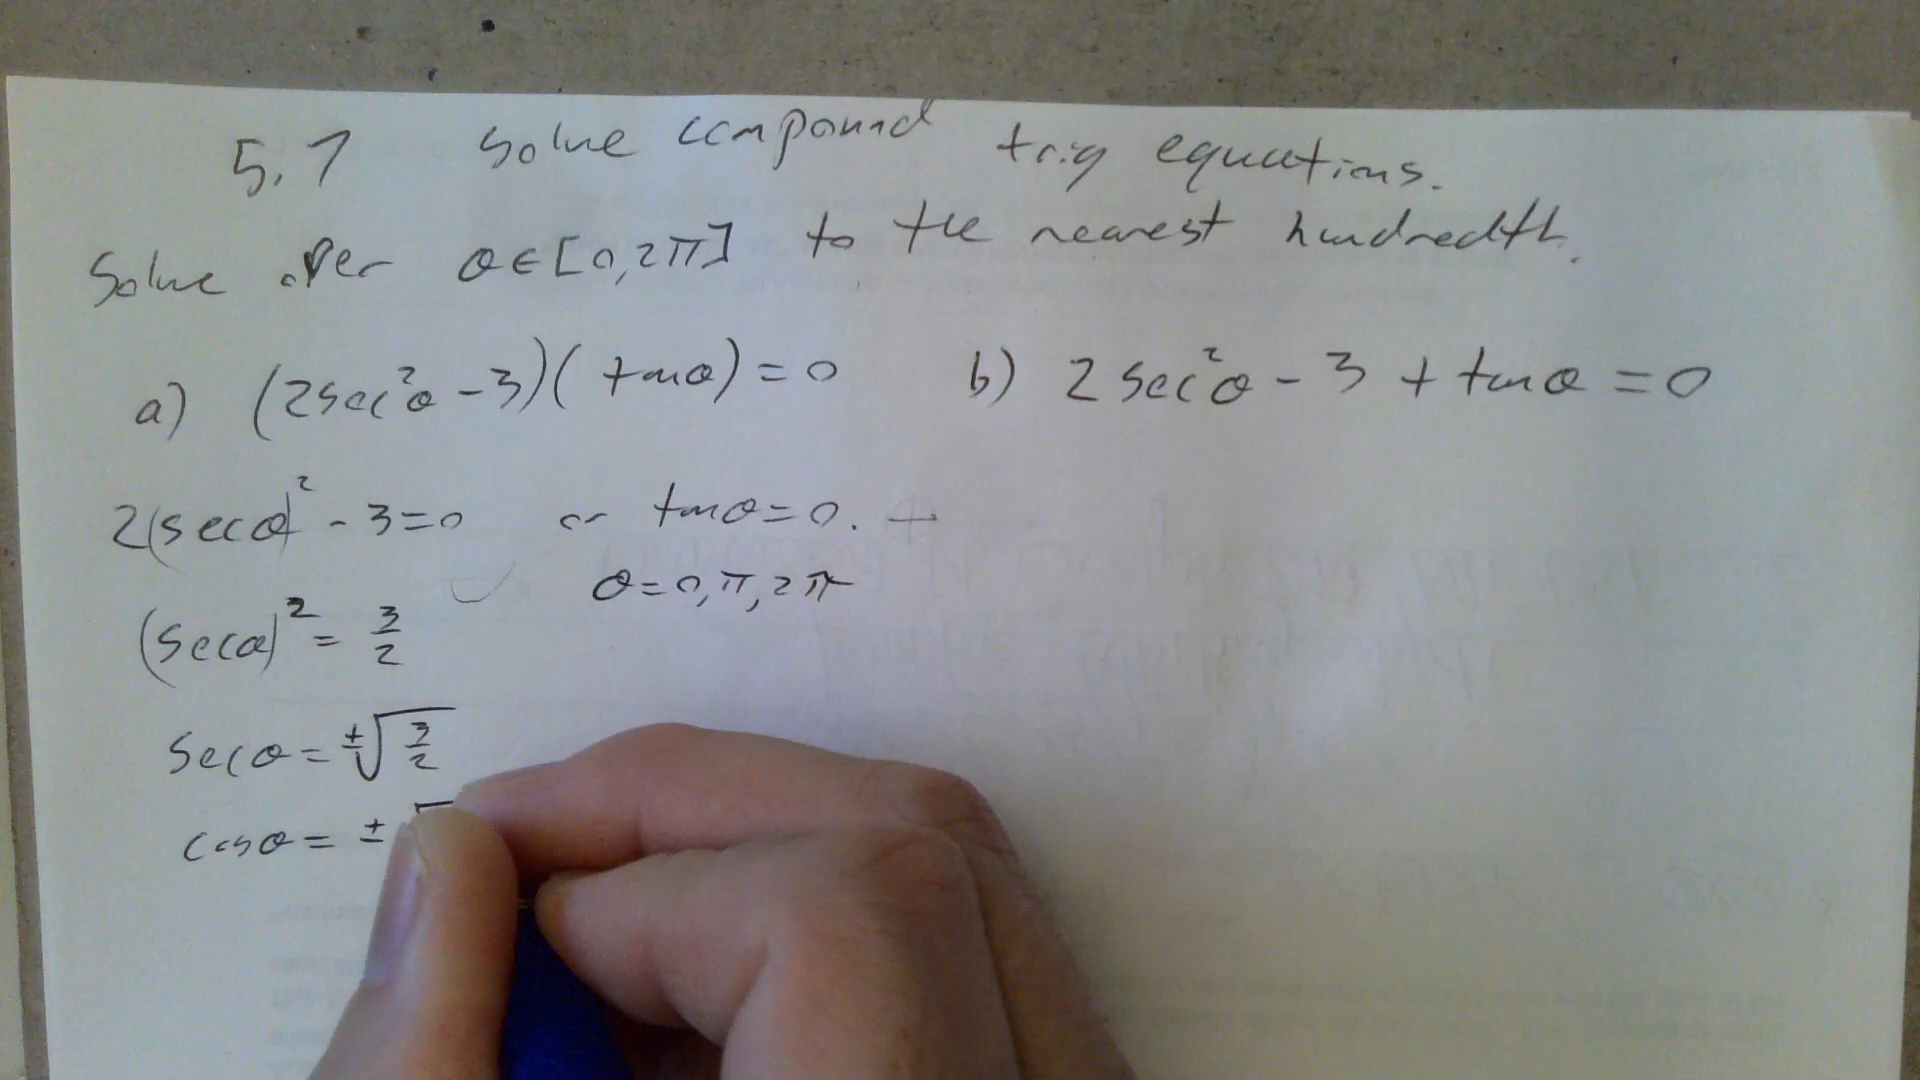 5.7 Solve compound trig equations.
Solve for θ∈[0,2π] to the nearest hundredth.
a) (2sec²θ -3)(tanθ)=0 b) 2sec²θ - 3 + tanθ =0
2(secθ)² - 3=0 or tanθ=0.
(secθ)² = 3/2 θ=0,π,2π
secθ= ±√(3/2)
cosθ= ±